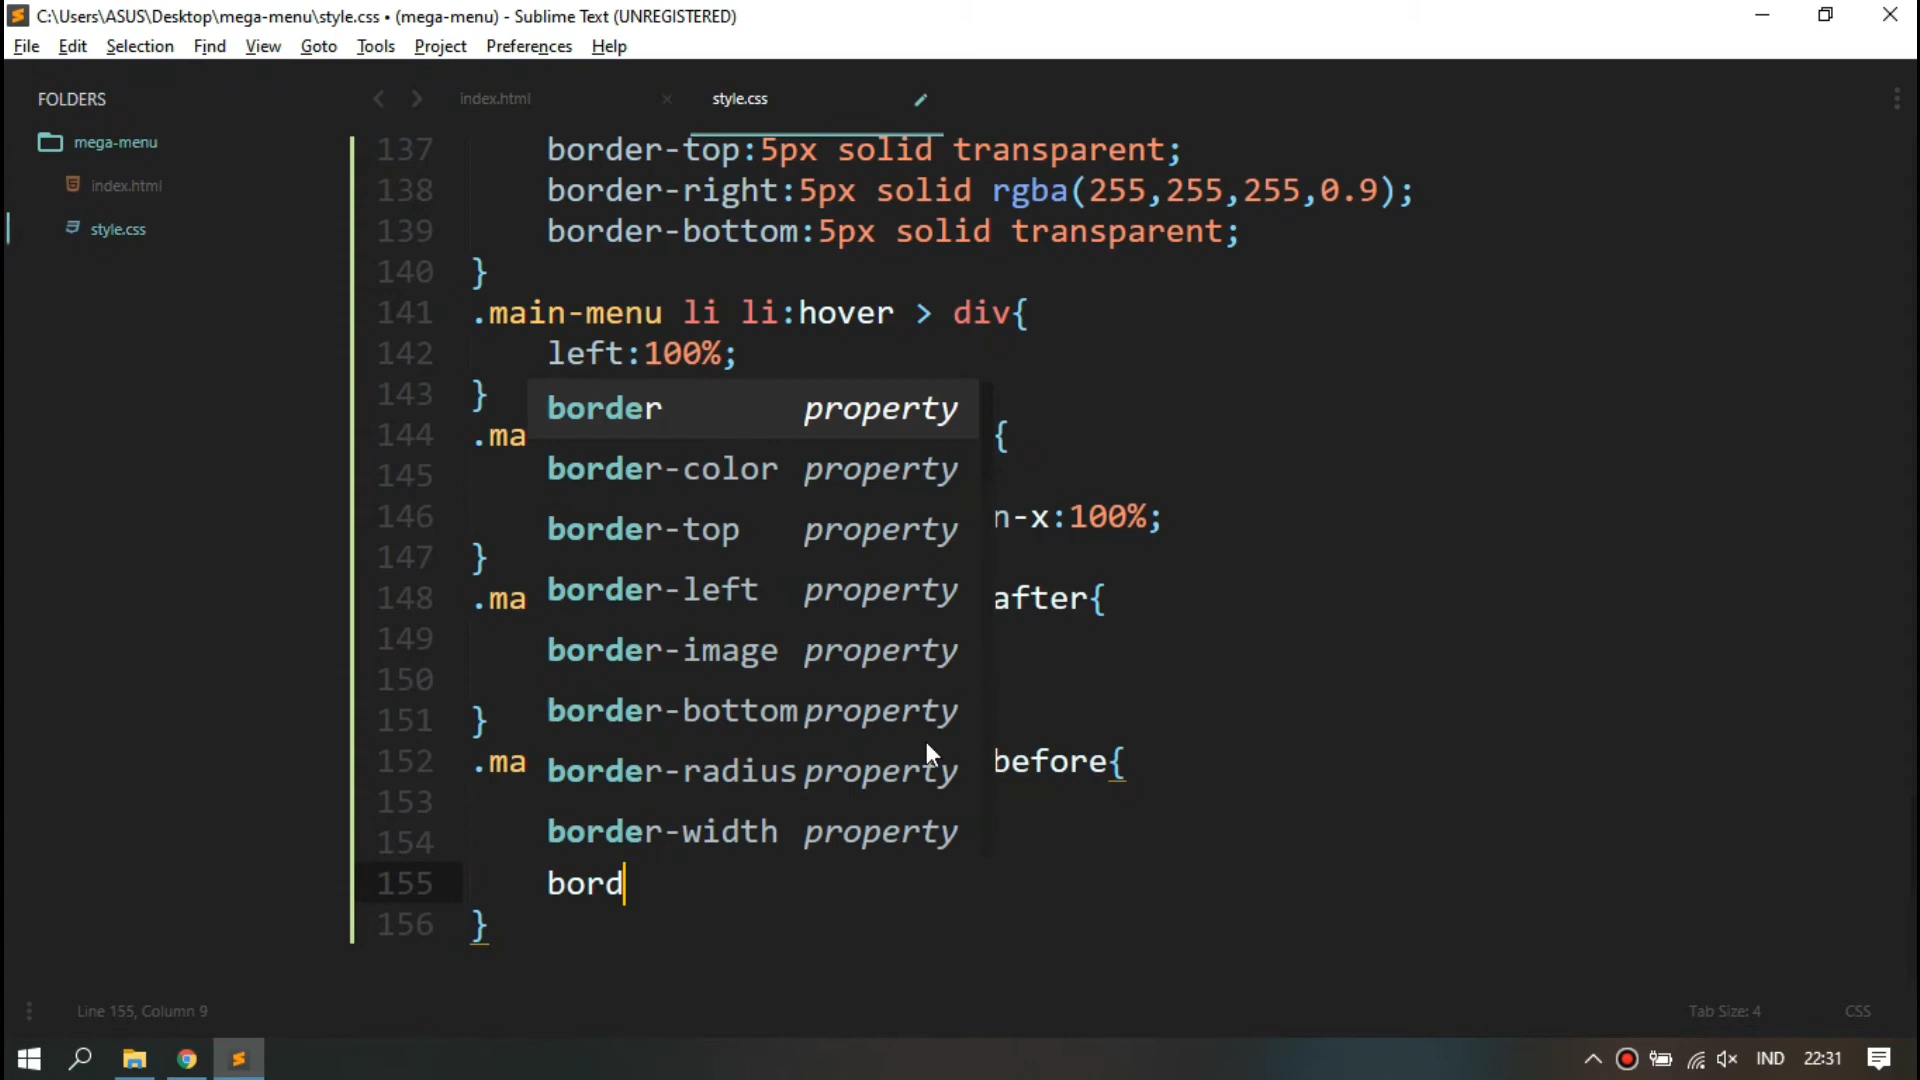 C:\Users\ASUS\Desktop\mega-menu\style.css • (mega-menu) - Sublime Text (UNREGISTERED)
File Edit Selection Find View Goto Tools Project Preferences Help
FOLDERS
mega-menu
index.html
style.css
index.html × style.css
137 border-top:5px solid transparent;
138 border-right:5px solid rgba(255,255,255,0.9);
139 border-bottom:5px solid transparent;
140 }
141 .main-menu li li:hover > div{
142 left:100%;
143 }
144 .ma {
145
146 n-x:100%;
147 }
148 .ma after{
149
150
151 }
152 .ma before{
153
154
155 bord
156 }
border property
border-color property
border-top property
border-left property
border-image property
border-bottom property
border-radius property
border-width property
Line 155, Column 9
Tab Size: 4 CSS
IND 22:31